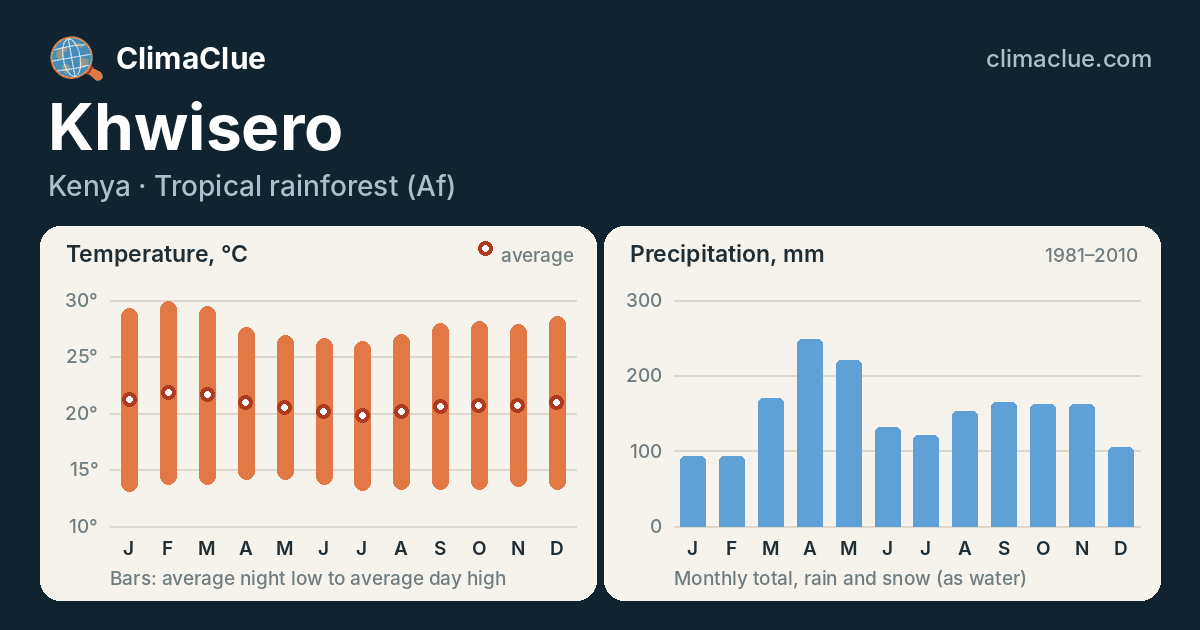 ClimaClue
climaclue.com
Khwisero
Kenya · Tropical rainforest (Af)
Temperature, °C
average
30°
25°
20°
15°
10°
J F M A M J J A S O N D
Bars: average night low to average day high
Precipitation, mm
1981–2010
300
200
100
0
J F M A M J J A S O N D
Monthly total, rain and snow (as water)